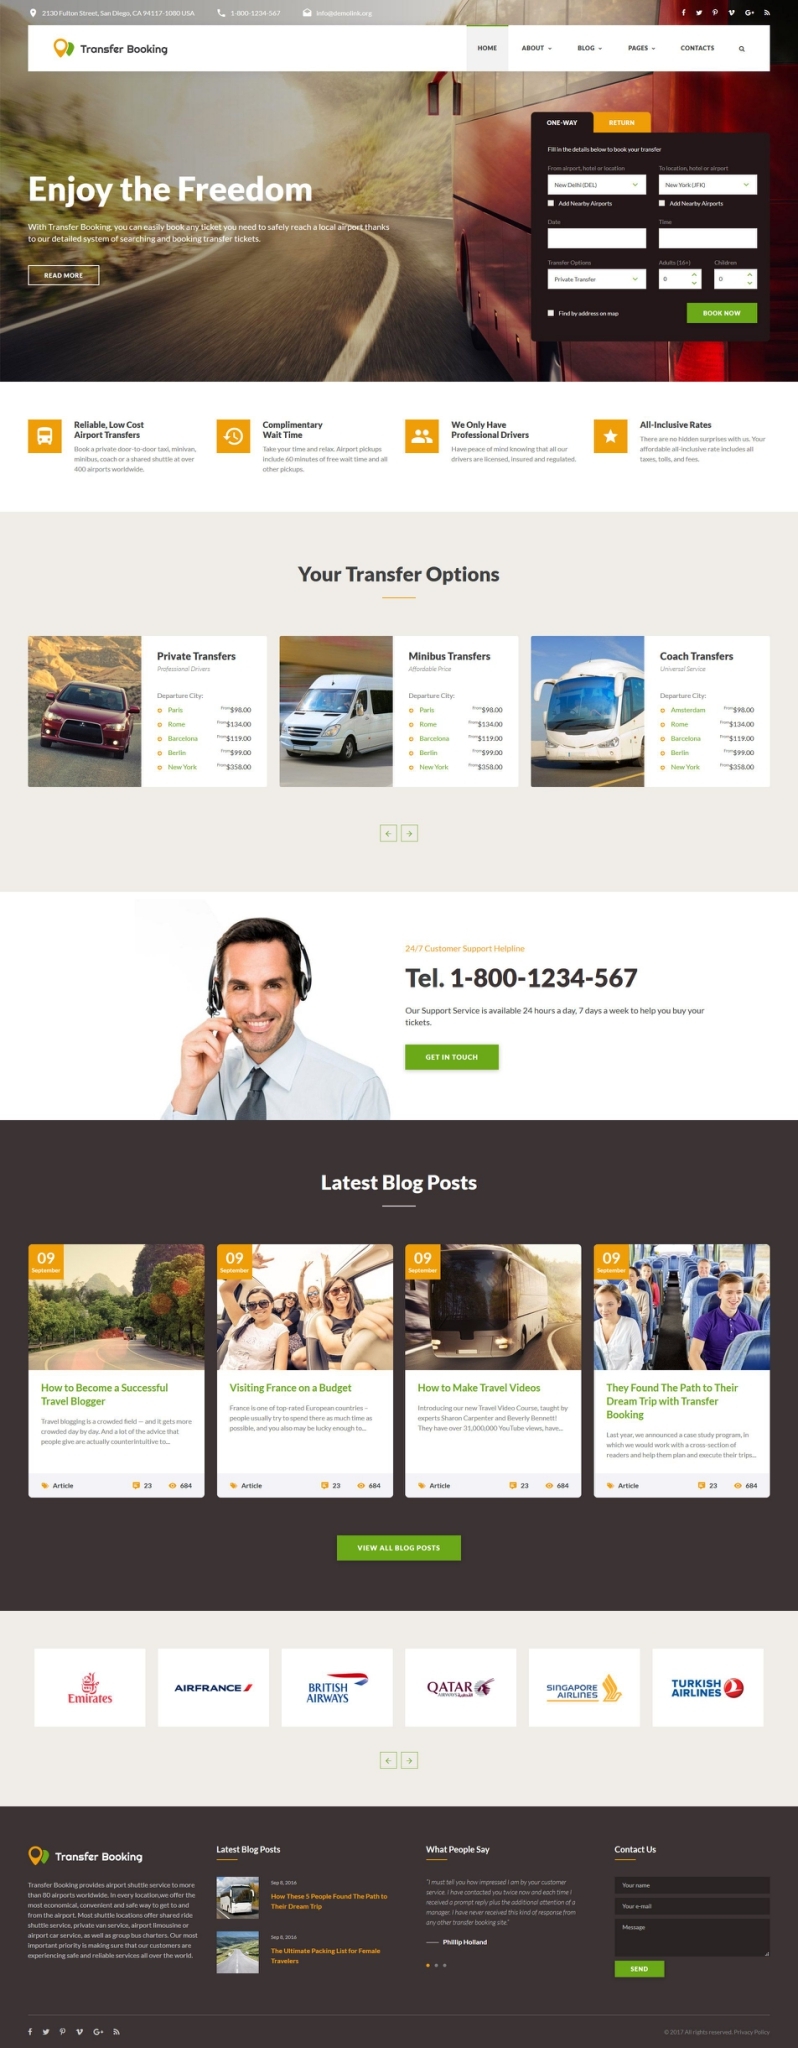 2130 Fulton Street, San Diego, CA 94117-1080 USA
1-800-1234-567
info@demolink.org
Transfer Booking
HOME
ABOUT
BLOG
PAGES
CONTACTS
Enjoy the Freedom
With Transfer Booking, you can easily book any ticket you need to safely reach a local airport thanks
to our detailed system of searching and booking transfer tickets.
READ MORE
ONE-WAY
RETURN
Fill in the details below to book your transfer
From airport, hotel or location
To location, hotel or airport
New Delhi (DEL)
New York (JFK)
Add Nearby Airports
Add Nearby Airports
Date
Time
Transfer Options
Adults (16+)
Children
Private Transfer
0
0
Find by address on map
BOOK NOW
Reliable, Low Cost
Airport Transfers
Book a private door-to-door taxi, minivan,
minibus, coach or a shared shuttle at over
400 airports worldwide.
Complimentary
Wait Time
Take your time and relax. Airport pickups
include 60 minutes of free wait time and all
other pickups.
We Only Have
Professional Drivers
Have peace of mind knowing that all our
drivers are licensed, insured and regulated.
All-Inclusive Rates
There are no hidden surprises with us. Your
affordable all-inclusive rate includes all
taxes, tolls, and fees.
Your Transfer Options
Private Transfers
Professional Drivers
Departure City:
Paris From $98.00
Rome From $134.00
Barcelona From $119.00
Berlin From $99.00
New York From $358.00
Minibus Transfers
Affordable Price
Departure City:
Paris From $98.00
Rome From $134.00
Barcelona From $119.00
Berlin From $99.00
New York From $358.00
Coach Transfers
Universal Service
Departure City:
Amsterdam From $98.00
Rome From $134.00
Barcelona From $119.00
Berlin From $99.00
New York From $358.00
24/7 Customer Support Helpline
Tel. 1-800-1234-567
Our Support Service is available 24 hours a day, 7 days a week to help you buy your
tickets.
GET IN TOUCH
Latest Blog Posts
09
September
How to Become a Successful
Travel Blogger
Travel blogging is a crowded field — and it gets more
crowded day by day. And a lot of the advice that
people give are actually counterintuitive to...
Article 23 684
09
September
Visiting France on a Budget
France is one of top-rated European countries –
people usually try to spend there as much time as
possible, and you also may be lucky enough to...
Article 23 684
09
September
How to Make Travel Videos
Introducing our new Travel Video Course, taught by
experts Sharon Carpenter and Beverly Bennett!
They have over 31,000,000 YouTube views, have...
Article 23 684
09
September
They Found The Path to Their
Dream Trip with Transfer
Booking
Last year, we announced a case study program, in
which we would work with a cross-section of
readers and help them plan and execute their trips...
Article 23 684
VIEW ALL BLOG POSTS
Emirates
AIRFRANCE
BRITISH
AIRWAYS
QATAR
AIRWAYS
SINGAPORE
AIRLINES
TURKISH
AIRLINES
Transfer Booking
Transfer Booking provides airport shuttle service to more
than 80 airports worldwide. In every location,we offer the
most economical, convenient and safe way to get to and
from the airport. Most shuttle locations offer shared ride
shuttle service, private van service, airport limousine or
airport car service, as well as group bus charters. Our most
important priority is making sure that our customers are
experiencing safe and reliable services all over the world.
Latest Blog Posts
Sep 8, 2016
How These 5 People Found The Path to
Their Dream Trip
Sep 8, 2016
The Ultimate Packing List for Female
Travelers
What People Say
"I must tell you how impressed I am by your customer
service. I have contacted you twice now and each time I
received a prompt reply plus the additional attention of a
manager. I have never received this kind of response from
any other transfer booking site."
Phillip Holland
Contact Us
Your name
Your e-mail
Message
SEND
© 2017 All rights reserved. Privacy Policy